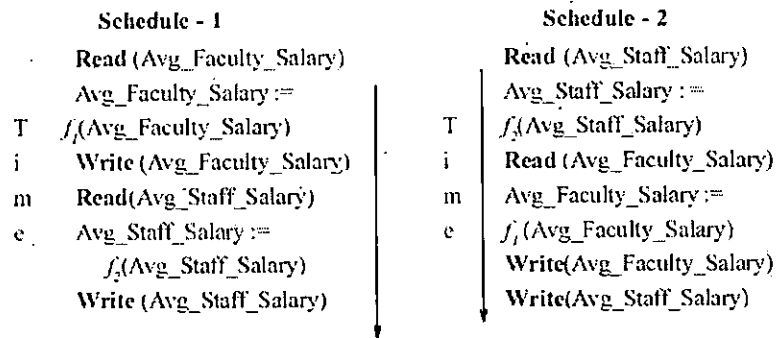 Schedule - 1
Read (Avg_Faculty_Salary)
Avg_Faculty_Salary :=
T f₁(Avg_Faculty_Salary)
i Write (Avg_Faculty_Salary)
m Read(Avg_Staff_Salary)
e Avg_Staff_Salary :=
f₂(Avg_Staff_Salary)
Write (Avg_Staff_Salary)
Schedule - 2
Read (Avg_Staff_Salary)
Avg_Staff_Salary : =
T f₂(Avg_Staff_Salary)
i Read (Avg_Faculty_Salary)
m Avg_Faculty_Salary :=
e f₁ (Avg_Faculty_Salary)
Write(Avg_Faculty_Salary)
Write(Avg_Staff_Salary)